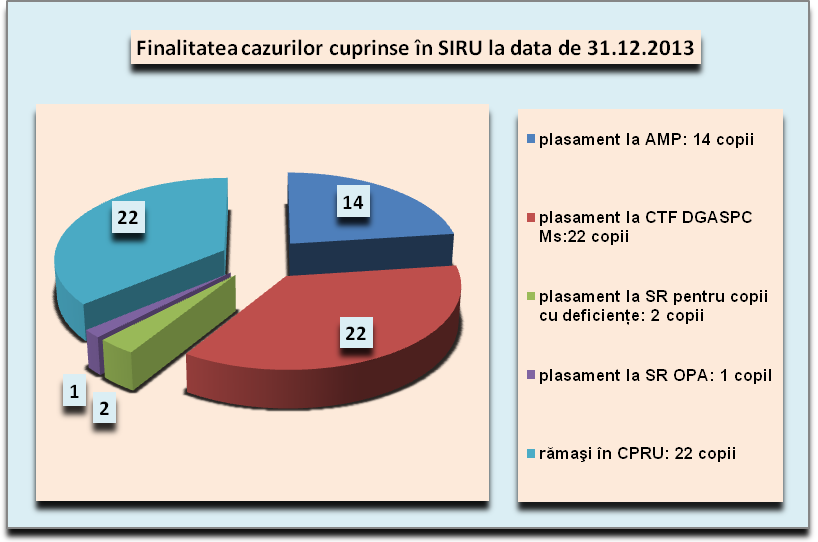 Finalitatea cazurilor cuprinse în SIRU la data de 31.12.2013
14
22
2
1
22
plasament la AMP: 14 copii
plasament la CTF DGASPC
Ms:22 copii
plasament la SR pentru copii
cu deficiențe: 2 copii
plasament la SR OPA: 1 copil
rămași în CPRU: 22 copii